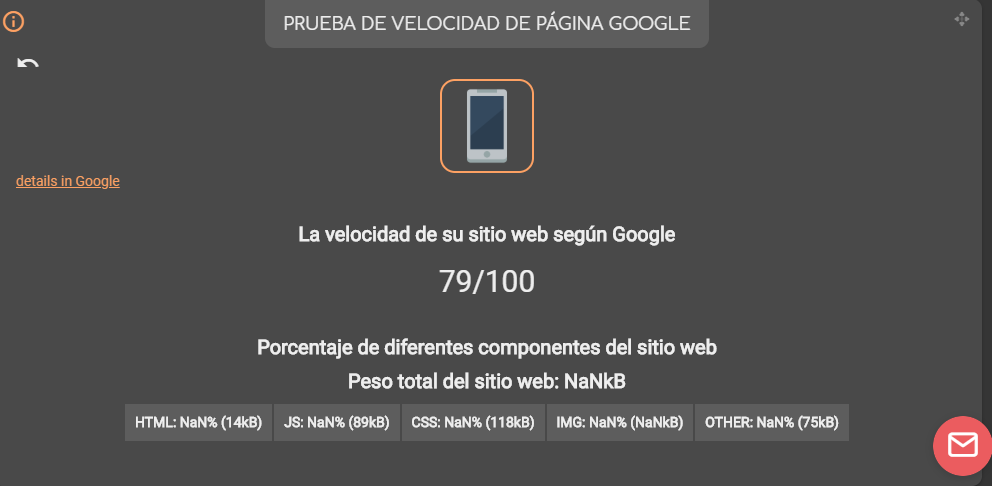 PRUEBA DE VELOCIDAD DE PÁGINA GOOGLE
details in Google
La velocidad de su sitio web según Google
79/100
Porcentaje de diferentes componentes del sitio web
Peso total del sitio web: NaNkB
HTML: NaN% (14kB) JS: NaN% (89kB) CSS: NaN% (118kB) IMG: NaN% (NaNkB) OTHER: NaN% (75kB)